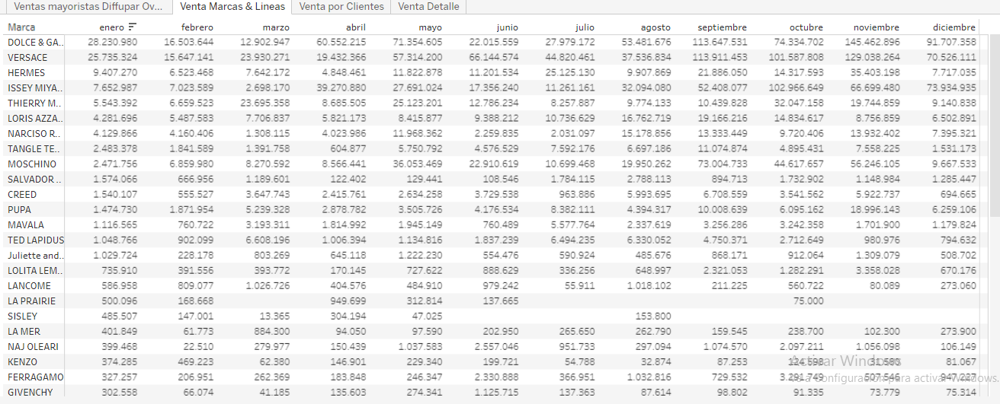 Ventas mayoristas Diffupar Ov... Venta Marcas & Lineas Venta por Clientes Venta Detalle
Marca enero febrero marzo abril mayo junio julio agosto septiembre octubre noviembre diciembre
DOLCE & GA.. 28.230.980 16.503.644 12.902.947 60.552.215 71.354.605 22.015.559 27.979.172 53.481.676 113.647.531 74.334.702 145.462.896 91.707.358
VERSACE 25.735.324 15.647.141 23.930.271 19.432.366 57.314.200 66.144.574 44.820.461 37.536.834 113.911.453 101.587.808 129.038.264 70.526.111
HERMES 9.407.270 6.523.468 7.642.172 4.848.461 11.822.878 11.201.534 25.125.130 9.907.869 21.886.050 14.317.593 35.403.198 7.717.035
ISSEY MIYA.. 7.652.987 7.023.589 2.698.170 39.270.880 27.691.024 17.356.240 11.261.161 32.094.080 52.408.077 102.966.649 66.699.480 73.934.935
THIERRY M.. 5.543.392 6.659.523 23.695.358 8.685.505 25.123.201 12.786.234 8.257.887 9.774.133 10.439.828 32.047.158 19.744.859 9.140.838
LORIS AZZA.. 4.281.696 5.487.583 7.706.837 5.821.173 8.415.877 9.388.212 10.736.629 16.762.719 19.166.216 14.834.617 8.756.859 6.502.891
NARCISO R.. 4.129.866 4.160.406 1.308.115 4.023.986 11.968.362 2.259.835 2.031.097 15.178.856 13.333.449 9.720.406 13.932.402 7.395.321
TANGLE TE.. 2.483.378 1.841.589 1.391.758 604.877 5.750.792 4.576.529 7.592.176 6.697.186 11.074.874 4.895.431 7.558.225 1.531.173
MOSCHINO 2.471.756 6.859.980 8.270.592 8.566.441 36.053.469 22.910.619 10.699.468 19.950.262 73.004.733 44.617.657 56.246.105 9.667.533
SALVADOR .. 1.574.066 666.956 1.189.601 122.402 129.441 108.546 1.784.115 2.788.113 894.713 1.732.902 1.148.984 1.285.447
CREED 1.540.107 555.527 3.647.743 2.415.761 2.634.258 3.729.538 963.886 5.993.695 6.708.559 3.541.562 5.922.737 694.665
PUPA 1.474.730 1.871.954 5.239.328 2.878.782 3.505.726 4.176.534 8.382.111 4.394.317 10.008.639 6.095.162 18.996.143 6.259.106
MAVALA 1.116.565 760.722 3.193.311 1.814.992 1.945.149 760.489 5.577.764 2.337.619 3.256.286 3.242.358 1.701.900 1.179.824
TED LAPIDUS 1.048.766 902.099 6.608.196 1.006.394 1.134.816 1.837.239 6.494.235 6.330.052 4.750.371 2.712.649 980.976 794.632
Juliette and.. 1.029.724 228.178 803.269 645.118 1.222.230 554.476 590.924 485.676 868.171 912.064 1.309.079 508.702
LOLITA LEM.. 735.910 391.556 393.772 170.145 727.622 888.629 336.256 648.997 2.321.053 1.282.291 3.358.028 670.176
LANCOME 586.958 809.077 1.026.726 404.576 484.910 979.242 55.911 1.018.102 211.225 560.722 80.089 273.060
LA PRAIRIE 500.096 168.668 949.699 312.814 137.665 75.000
SISLEY 485.507 147.001 13.365 304.194 47.025 153.800
LA MER 401.849 61.773 884.300 94.050 97.590 202.950 265.650 262.790 159.545 238.700 102.300 273.900
NAJ OLEARI 399.468 22.510 279.977 150.439 1.037.583 2.557.046 951.733 297.094 1.074.570 2.097.211 1.056.098 106.149
KENZO 374.285 469.223 62.380 146.901 229.340 199.721 54.788 32.874 87.253 81.067
Activar Windows
FERRAGAMO 327.257 206.951 262.369 183.848 246.347 2.330.888 366.951 1.032.816 729.532 3.291.749 507.546 947.227
configuración para activar Windows.
GIVENCHY 302.558 66.074 41.185 135.603 274.341 1.125.715 137.363 87.614 98.802 91.335 73.779 75.314